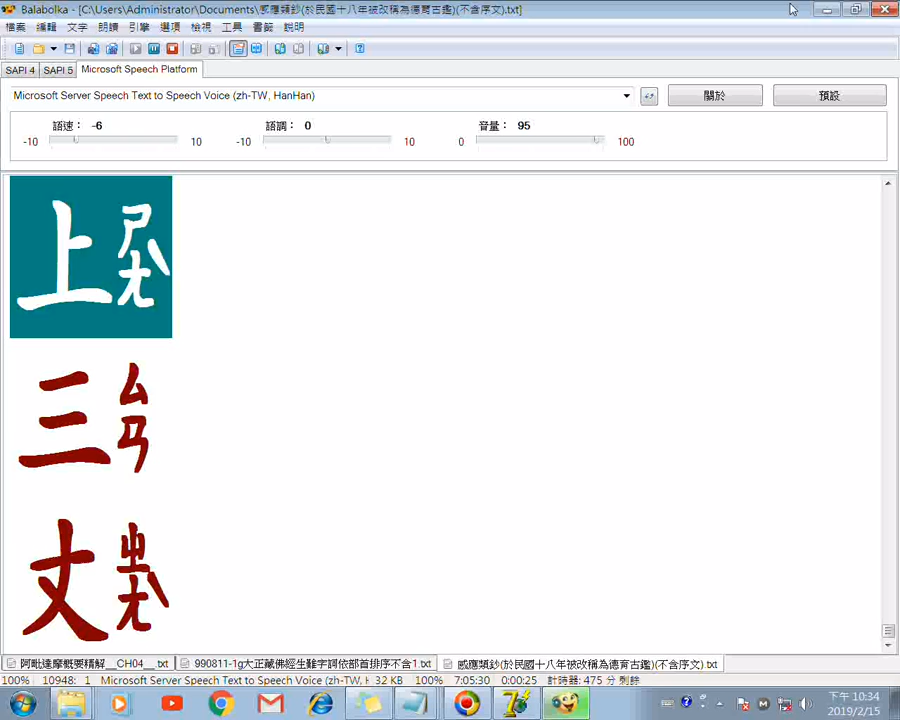 Balabolka - [C:\Users\Administrator\Documents\感應類鈔(於民國十八年被改稱為德育古鑑)(不含序文).txt]
檔案 編輯 文字 朗讀 引擎 選項 檢視 工具 書籤 說明
SAPI 4 SAPI 5 Microsoft Speech Platform
Microsoft Server Speech Text to Speech Voice (zh-TW, HanHan) 關於 預設
語速： -6 語調： 0 音量： 95
-10 10 -10 10 0 100
上ㄕㄤˋ
三ㄙㄢ
丈ㄓㄤˋ
阿毗達摩概要精解__CH04__.txt 990811-1g大正藏佛經生難字詞依部首排序不含1.txt 感應類鈔(於民國十八年被改稱為德育古鑑)(不含序文).txt
100% 10948: 1 Microsoft Server Speech Text to Speech Voice (zh-TW, H 32 KB 100% 7:05:30 0:00:25 計時器: 475 分 剩餘
下午 10:34
2019/2/15